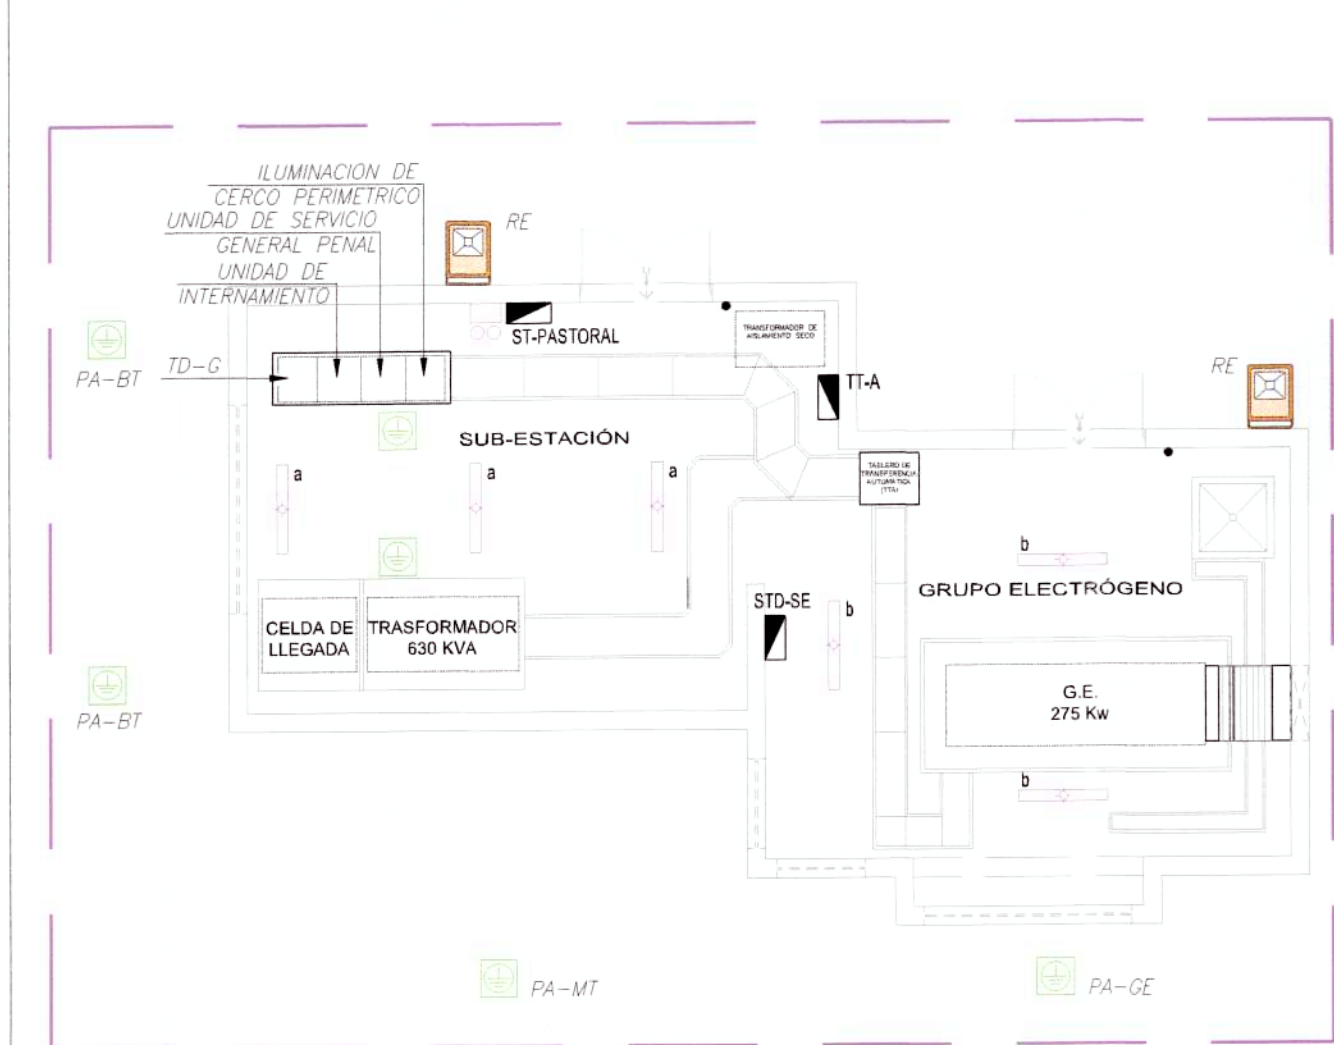 ILUMINACION DE
CERCO PERIMETRICO
UNIDAD DE SERVICIO
GENERAL PENAL
UNIDAD DE
INTERNAMIENTO
TD-G
RE
ST-PASTORAL
TRANSFORMADOR DE
AISLAMIENTO SECO
TT-A
RE
PA-BT
SUB-ESTACIÓN
a
a
a
TABLERO DE
TRANSFERENCIA
AUTOMATICA
(TTA)
b
GRUPO ELECTRÓGENO
STD-SE
b
CELDA DE
LLEGADA
TRASFORMADOR
630 KVA
PA-BT
G.E.
275 Kw
b
PA-MT
PA-GE